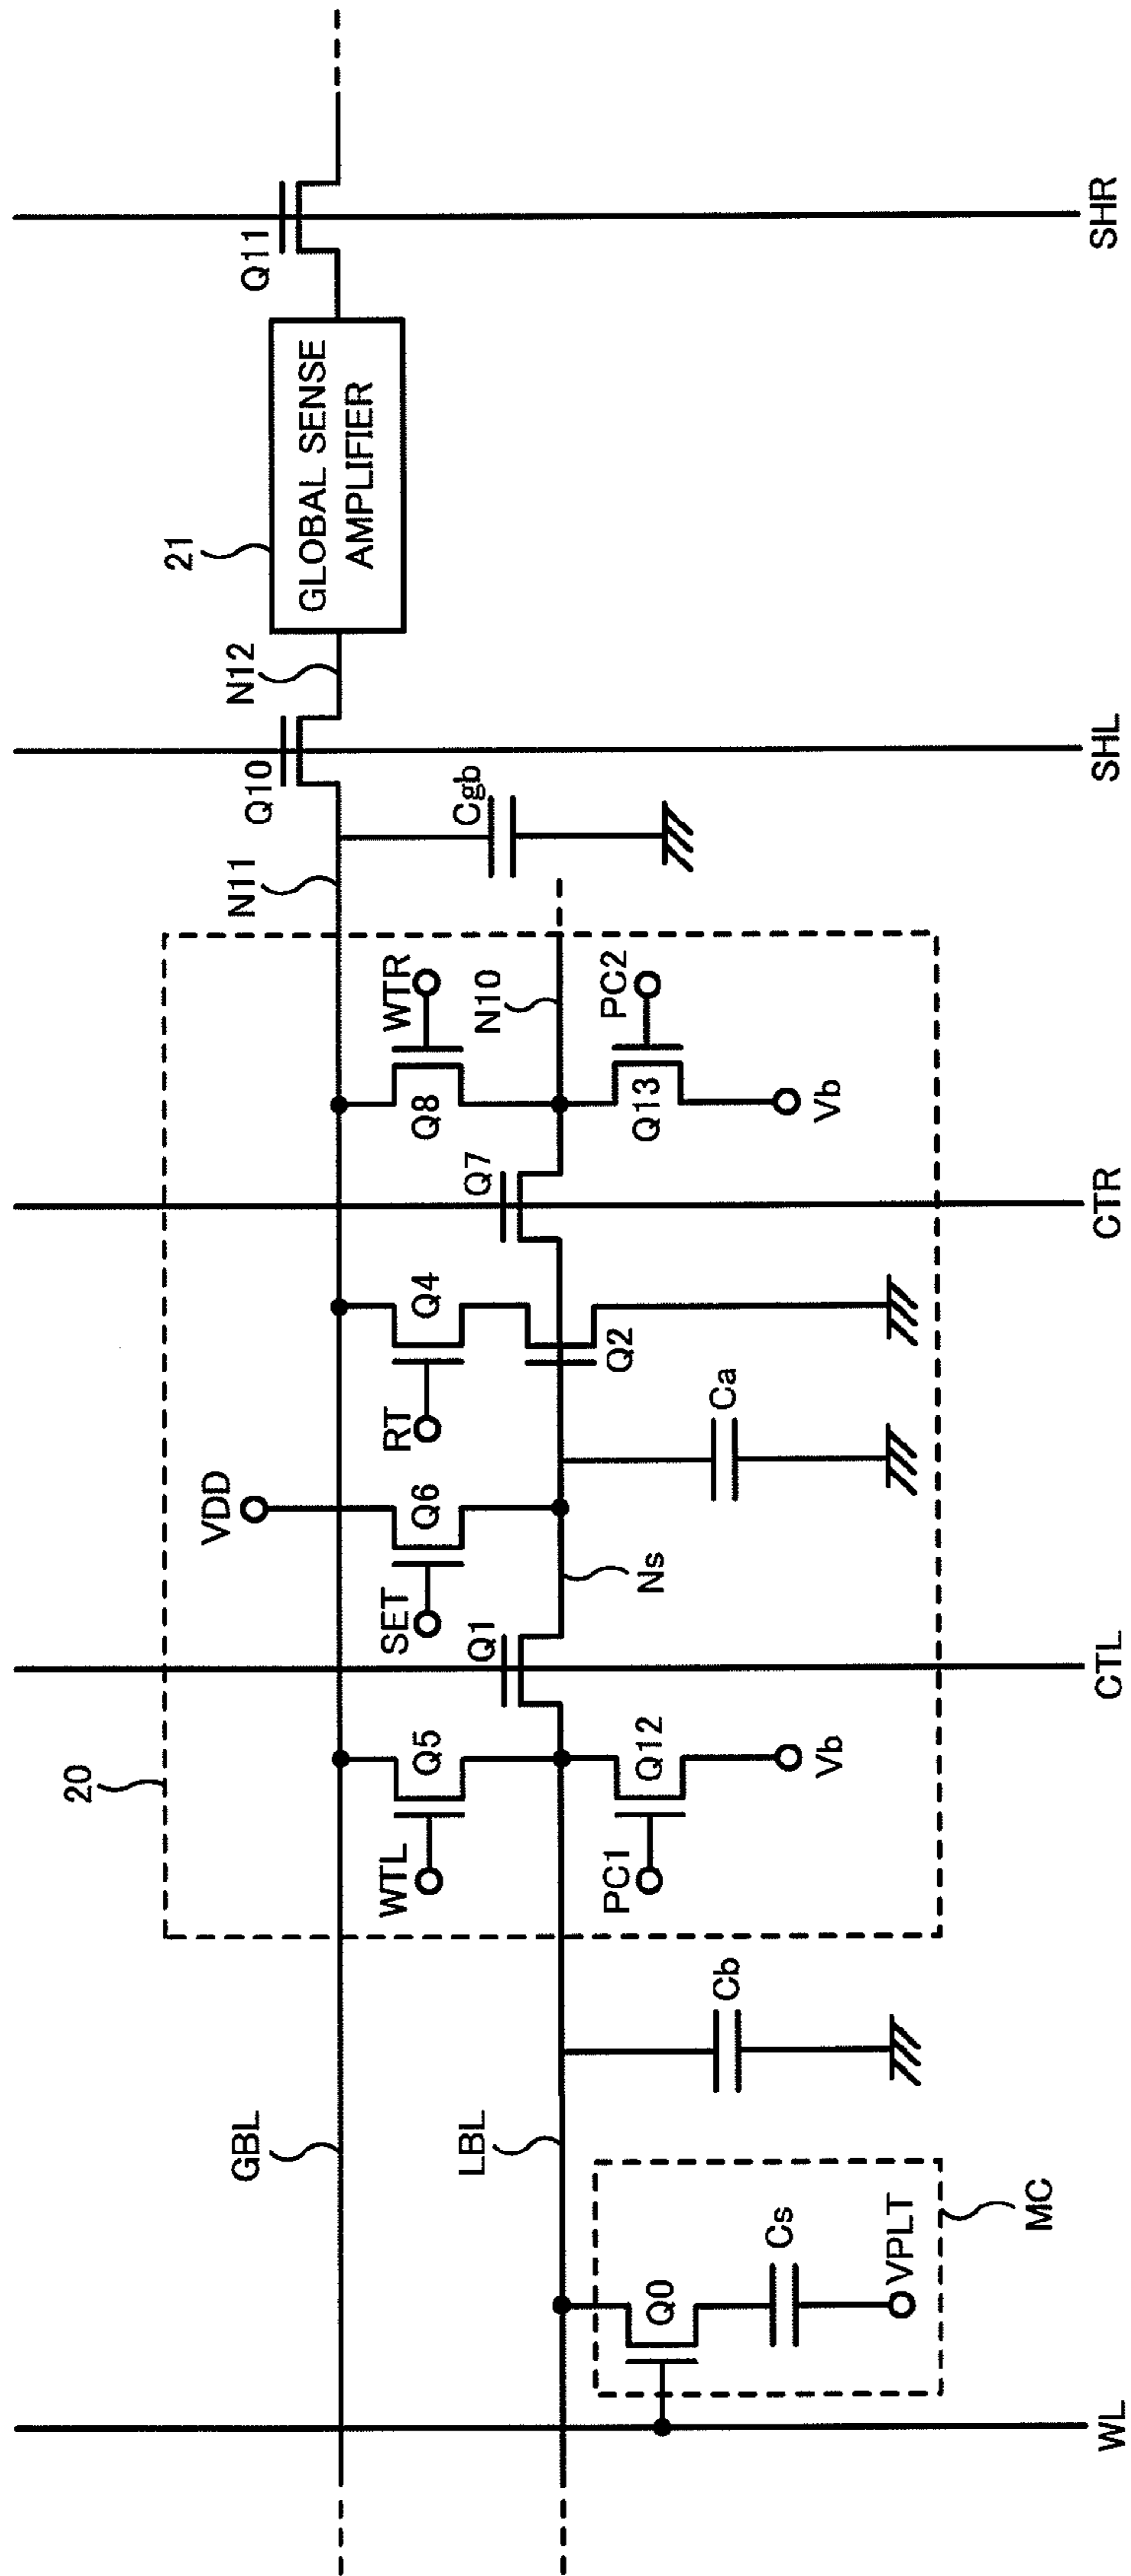 20
21
GLOBAL SENSE
AMPLIFIER
GBL
N11
N12
Q10
Q11
VDD
WTL
Q5
SET
Q6
RT
Q4
Q8
WTR
Cgb
LBL
Q1
Ns
Q2
Q7
N10
PC1
Q12
Vb
Q13
PC2
Vb
Cb
Ca
Q0
Cs
VPLT
MC
WL
CTL
CTR
SHL
SHR